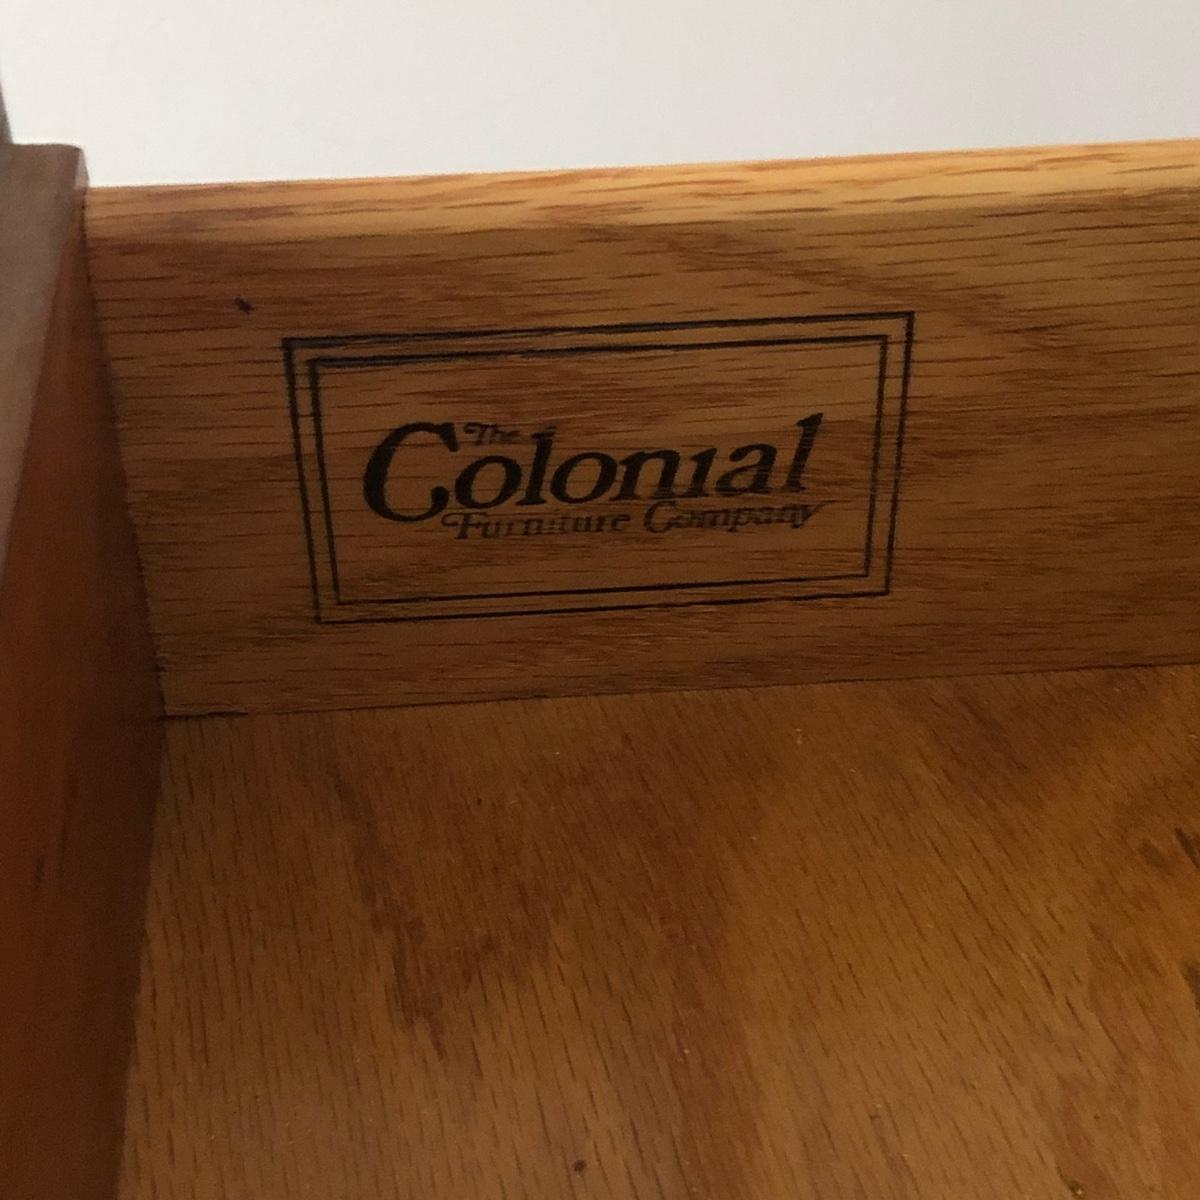 The
Colonial
Furniture Company